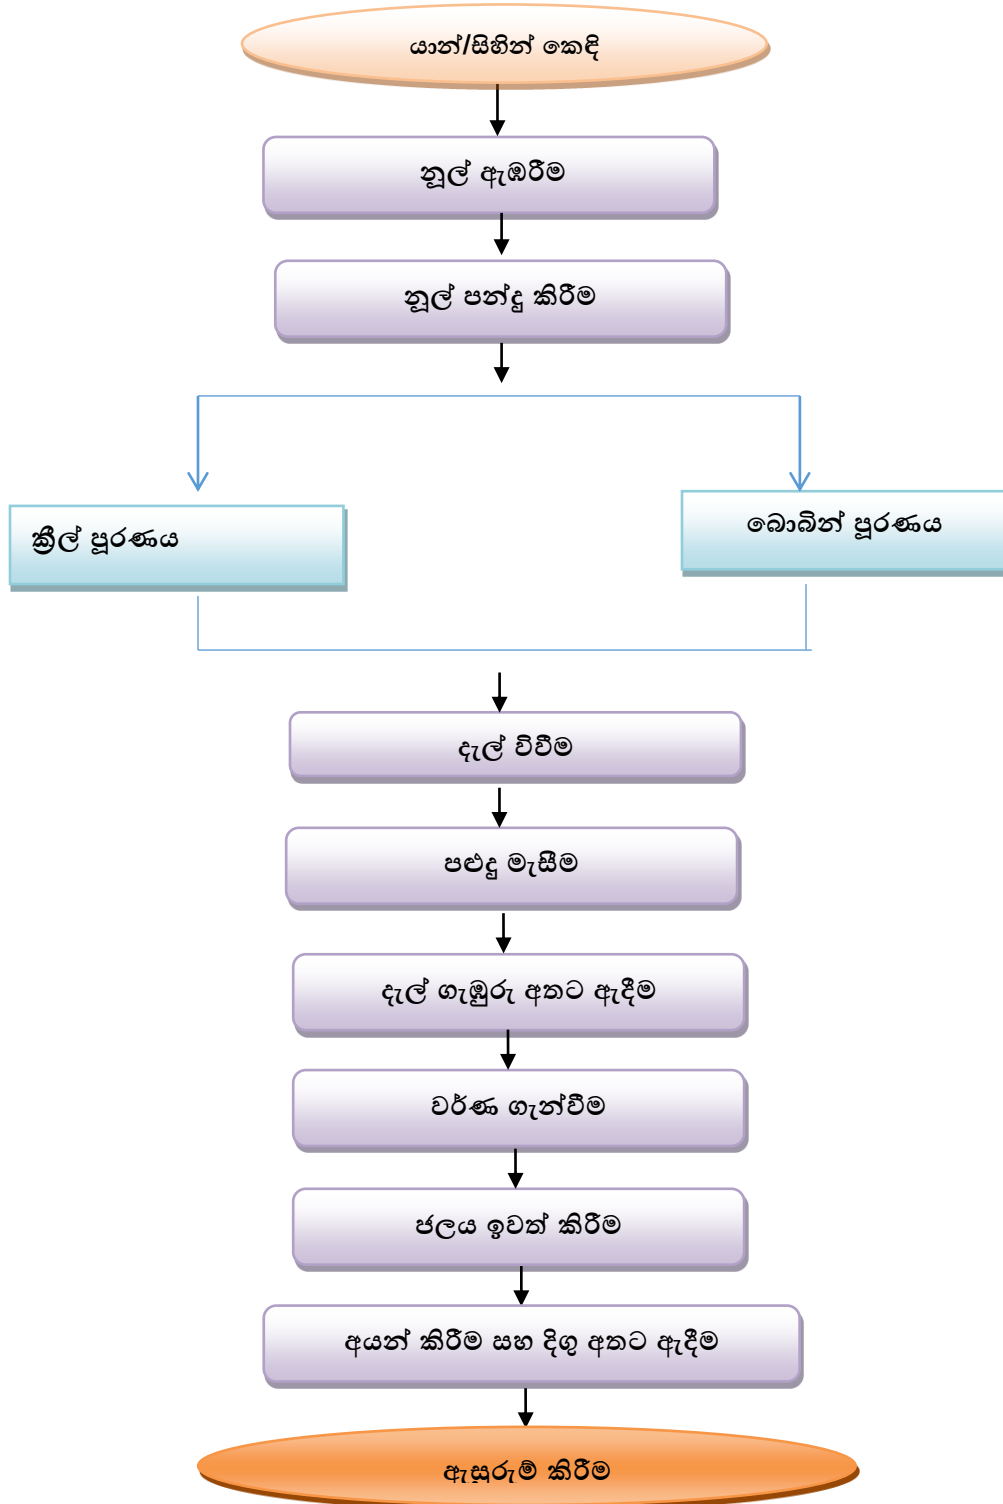 යාන්/සිහින් කෙඳි
නූල් ඇඹරීම
නූල් පන්දු කිරීම
ක්‍රීල් පූරණය
බොබින් පූරණය
දැල් විවීම
පළුදු මැසීම
දැල් ගැඹුරු අතට ඇදීම
වර්ණ ගැන්වීම
ජලය ඉවත් කිරීම
අයන් කිරීම සහ දිගු අතට ඇදීම
ඇසුරුම් කිරීම